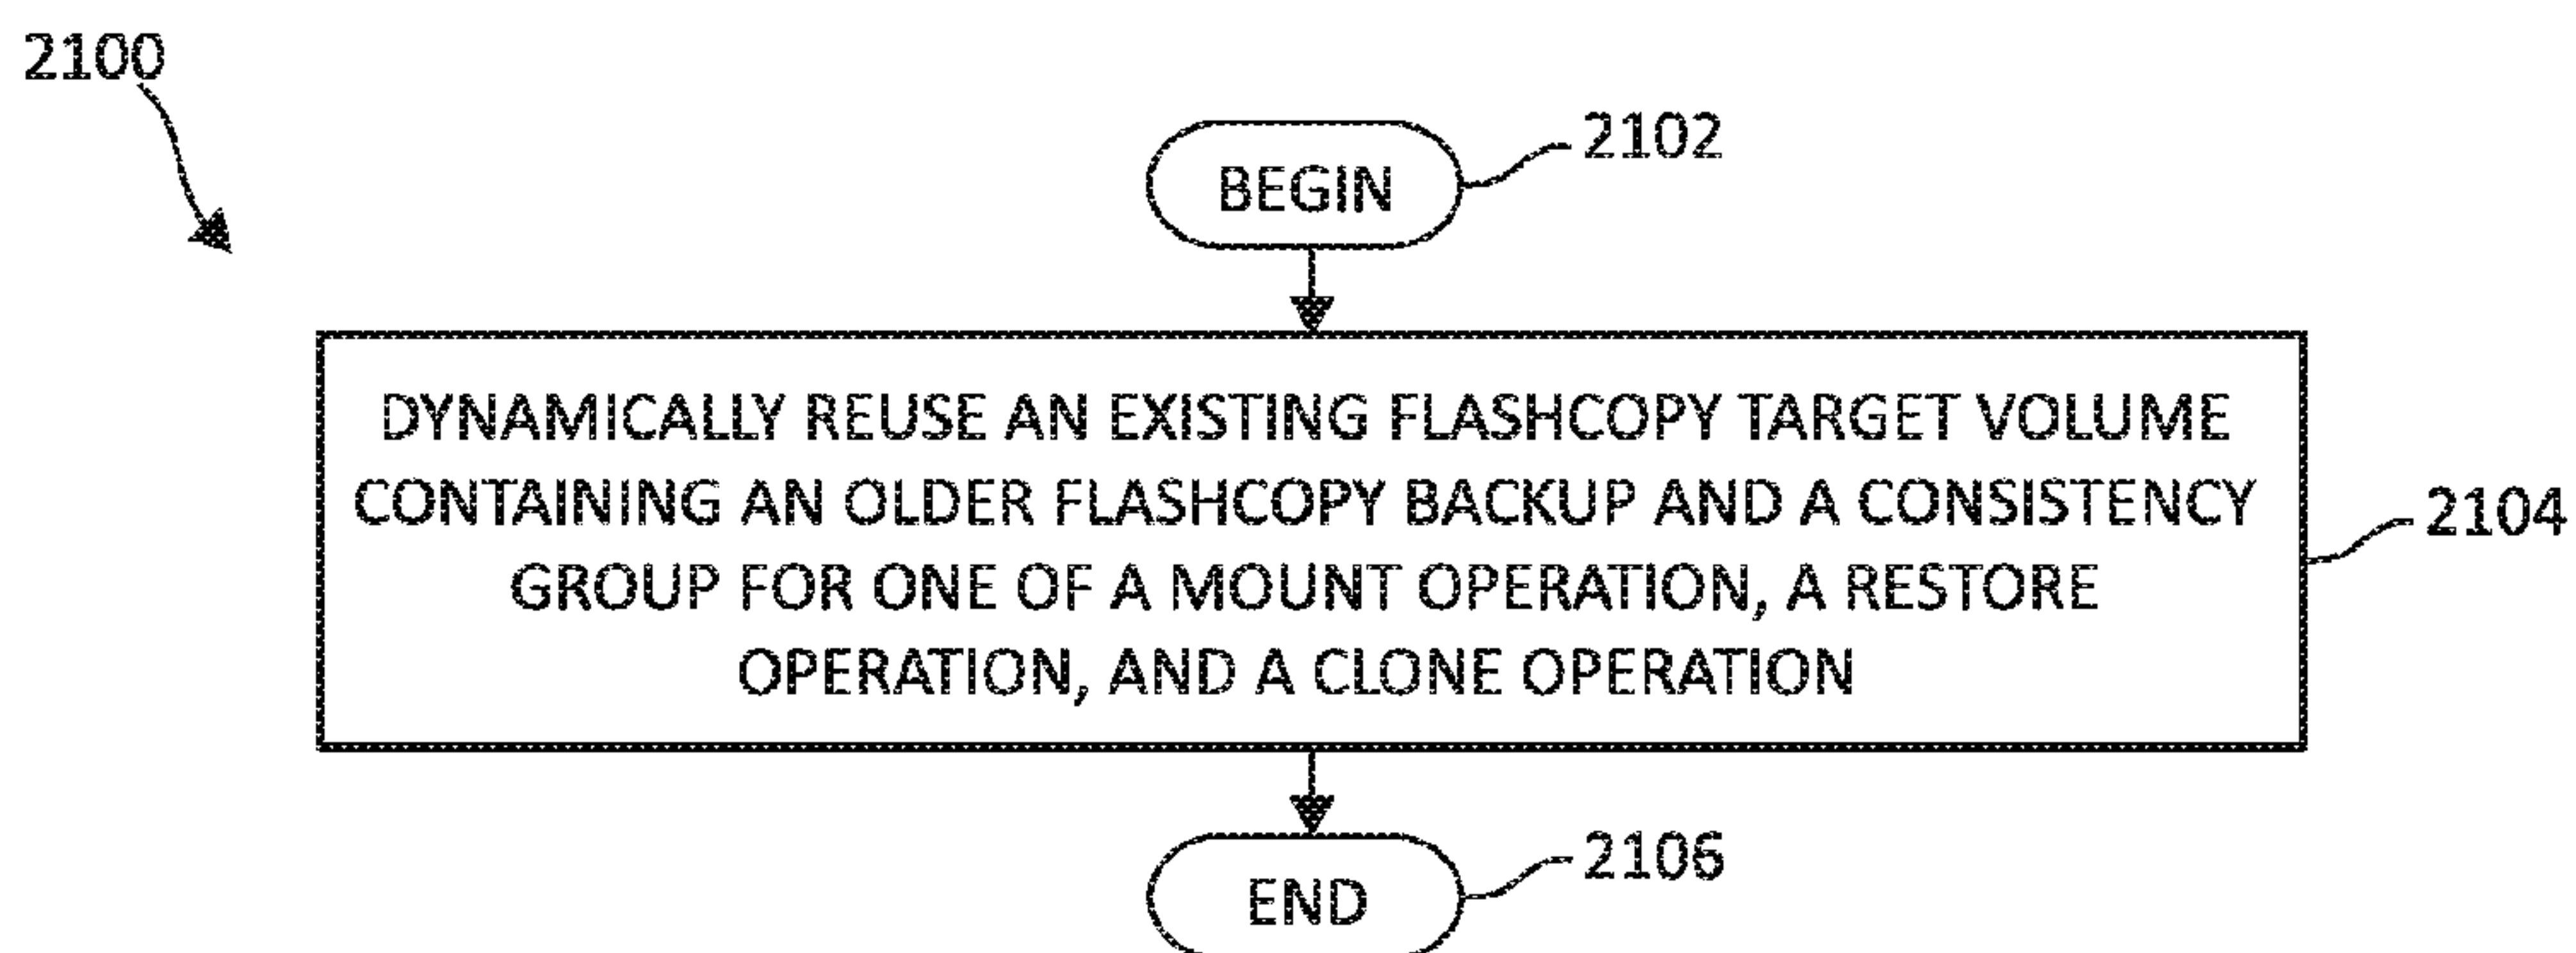 2100
BEGIN
2102
DYNAMICALLY REUSE AN EXISTING FLASHCOPY TARGET VOLUME
CONTAINING AN OLDER FLASHCOPY BACKUP AND A CONSISTENCY
GROUP FOR ONE OF A MOUNT OPERATION, A RESTORE
OPERATION, AND A CLONE OPERATION
2104
END
2106